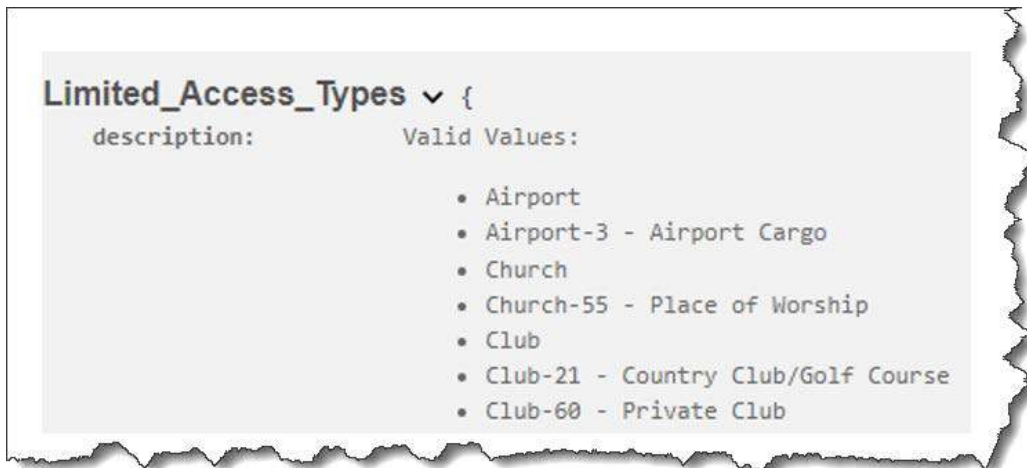 Limited_Access_Types {
description: Valid Values:
• Airport
• Airport-3 - Airport Cargo
• Church
• Church-55 - Place of Worship
• Club
• Club-21 - Country Club/Golf Course
• Club-60 - Private Club